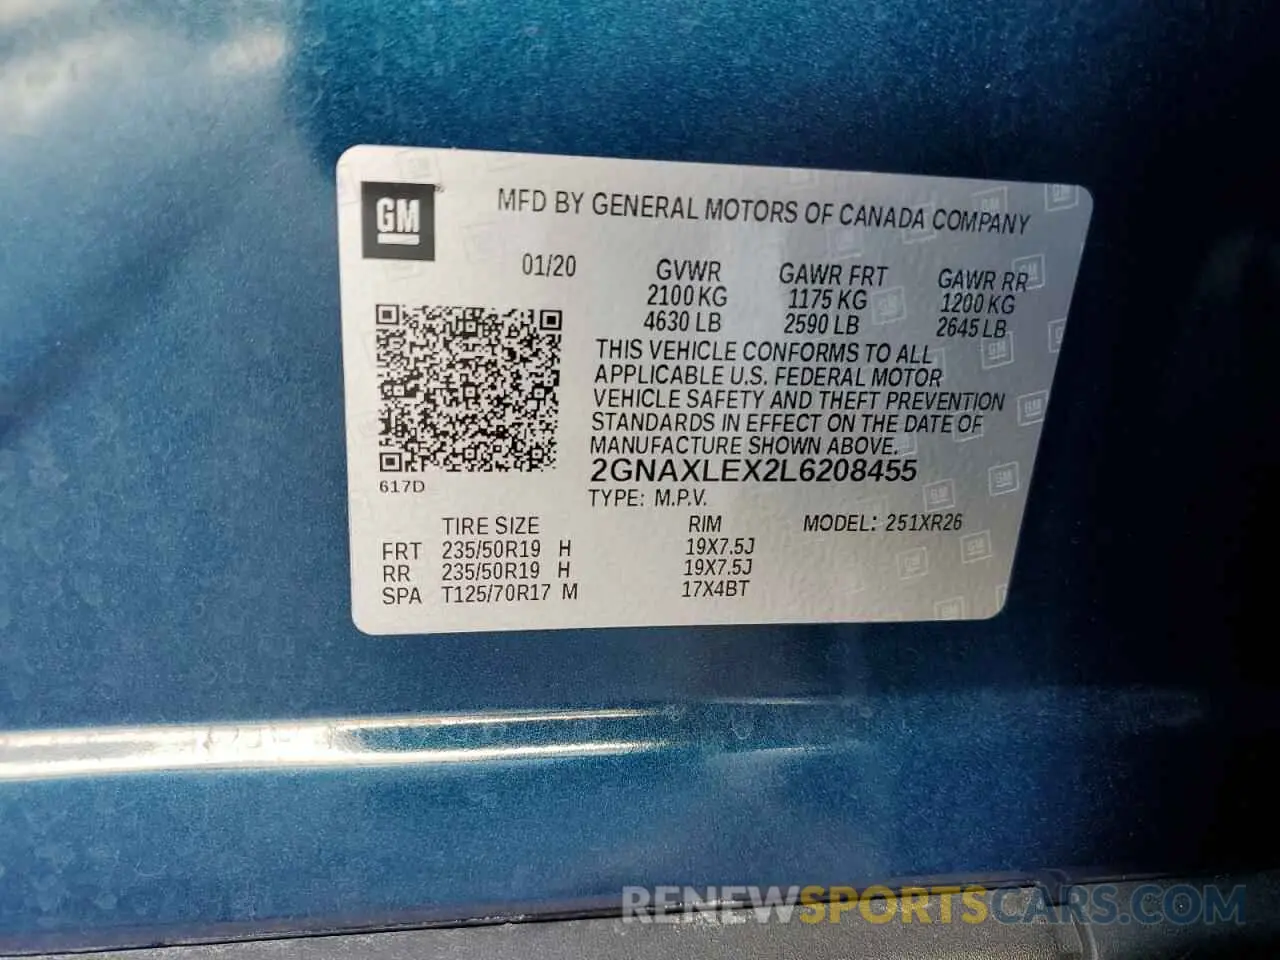 GM
MFD BY GENERAL MOTORS OF CANADA COMPANY
01/20 GVWR GAWR FRT GAWR RR
2100 KG 1175 KG 1200 KG
4630 LB 2590 LB 2645 LB
THIS VEHICLE CONFORMS TO ALL
APPLICABLE U.S. FEDERAL MOTOR
VEHICLE SAFETY AND THEFT PREVENTION
STANDARDS IN EFFECT ON THE DATE OF
MANUFACTURE SHOWN ABOVE.
2GNAXLEX2L6208455
617D
TYPE: M.P.V.
TIRE SIZE RIM MODEL: 251XR26
FRT 235/50R19 H 19X7.5J
RR 235/50R19 H 19X7.5J
SPA T125/70R17 M 17X4BT
RENEWSPORTSCARS.COM